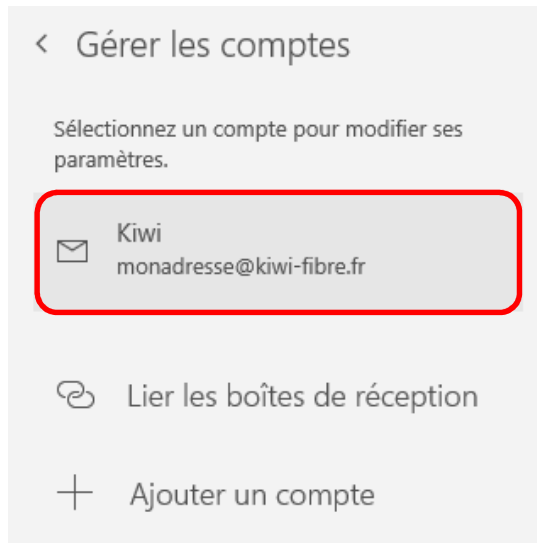 Gérer les comptes
Sélectionnez un compte pour modifier ses
paramètres.
Kiwi
monadresse@kiwi-fibre.fr
Lier les boîtes de réception
Ajouter un compte